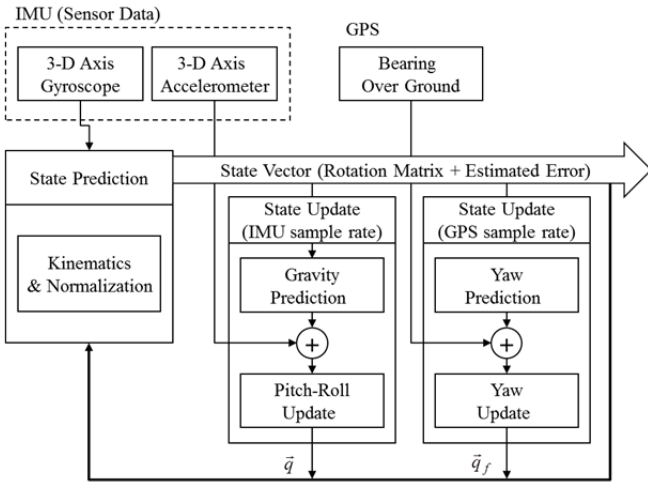 IMU (Sensor Data)
GPS
3-D Axis
Gyroscope
3-D Axis
Accelerometer
Bearing
Over Ground
State Vector (Rotation Matrix + Estimated Error)
State Prediction
Kinematics
& Normalization
State Update
(IMU sample rate)
Gravity
Prediction
+
Pitch-Roll
Update
State Update
(GPS sample rate)
Yaw
Prediction
+
Yaw
Update
q⃗
q⃗_f